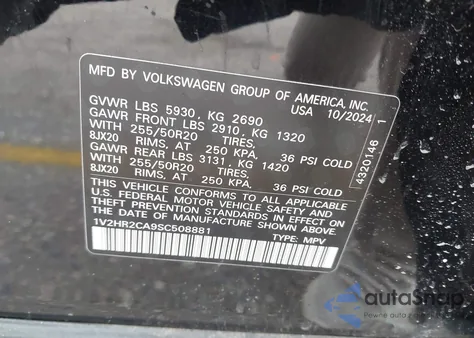 MFD BY VOLKSWAGEN GROUP OF AMERICA, INC.
USA 10/2024
GVWR LBS 5930, KG 2690
GAWR FRONT LBS 2910, KG 1320
WITH 255/50R20 TIRES,
8JX20 RIMS, AT 250 KPA. 36 PSI COLD
GAWR REAR LBS 3131, KG 1420
WITH 255/50R20 TIRES,
8JX20 RIMS, AT 250 KPA. 36 PSI COLD
THIS VEHICLE CONFORMS TO ALL APPLICABLE
U.S. FEDERAL MOTOR VEHICLE SAFETY AND
THEFT PREVENTION STANDARDS IN EFFECT ON
THE DATE OF MANUFACTURE SHOWN ABOVE.
1V2HR2CA9SC508881 TYPE: MPV
4320146 1
autoSnap